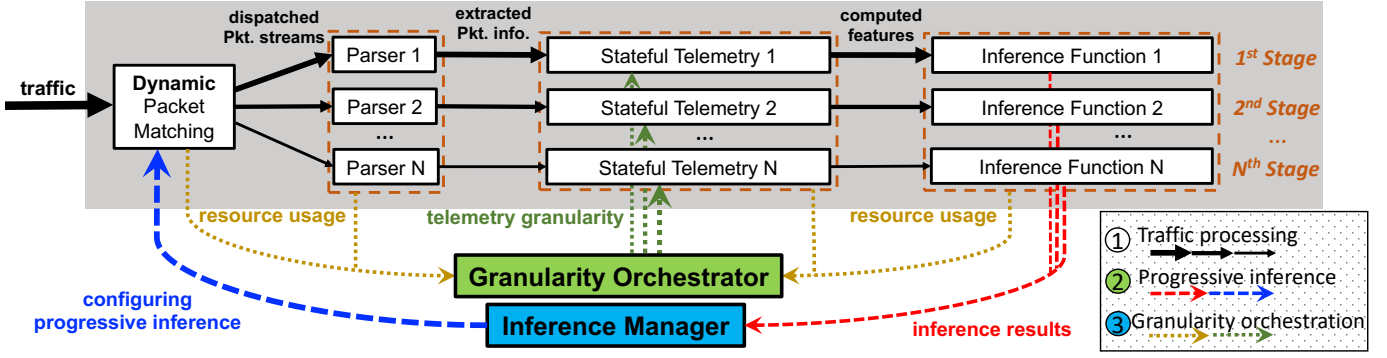 dispatched
Pkt. streams
extracted
Pkt. info.
computed
features
traffic
Dynamic
Packet
Matching
Parser 1
Stateful Telemetry 1
Inference Function 1
1st Stage
Parser 2
Stateful Telemetry 2
Inference Function 2
2nd Stage
...
...
...
...
Parser N
Stateful Telemetry N
Inference Function N
Nth Stage
resource usage
telemetry granularity
resource usage
Granularity Orchestrator
configuring
progressive inference
Inference Manager
inference results
1 Traffic processing
2 Progressive inference
3 Granularity orchestration